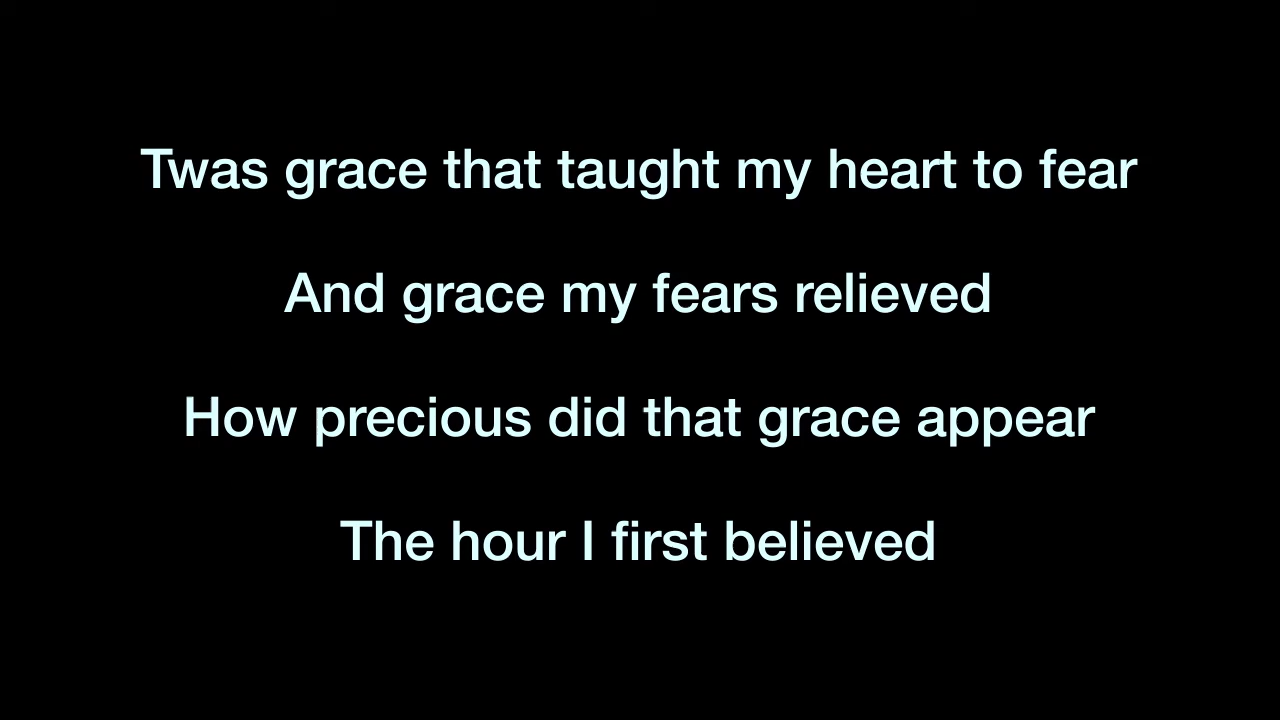 Twas grace that taught my heart to fear
And grace my fears relieved
How precious did that grace appear
The hour I first believed